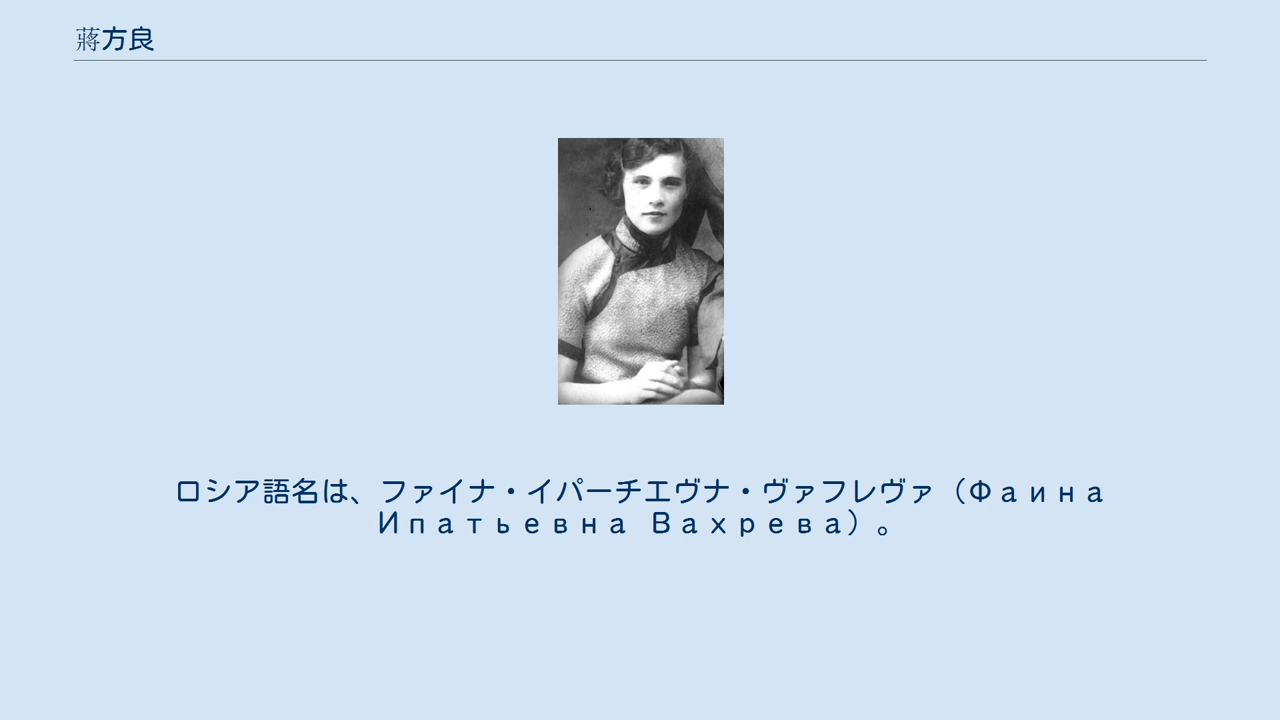 蔣方良
ロシア語名は、ファイナ・イパーチエヴナ・ヴァフレヴァ（Фаина
Ипатьевна Вахрева）。